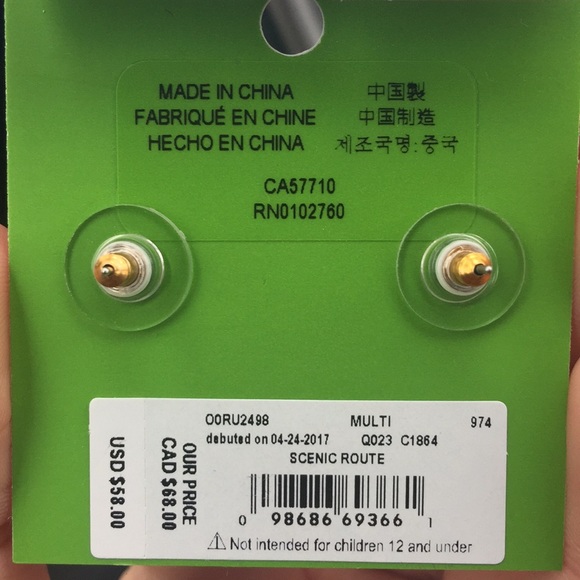 MADE IN CHINA 中国製
FABRIQUÉ EN CHINE 中国制造
HECHO EN CHINA 제조국명:중국
CA57710
RN0102760
O0RU2498 MULTI 974
debuted on 04-24-2017 Q023 C1864
SCENIC ROUTE
0 98686 69366 1
⚠ Not intended for children 12 and under
OUR PRICE
CAD $68.00
USD $58.00